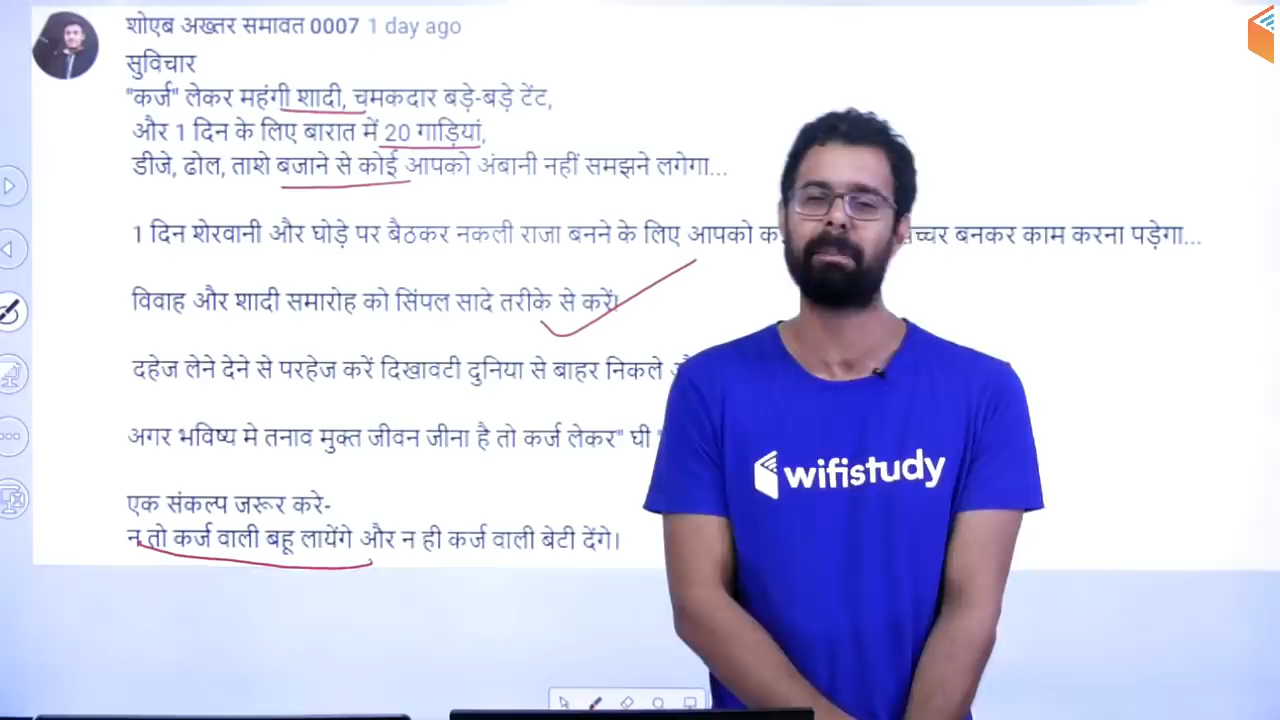 शोएब अख्तर समावत 0007 1 day ago
सुविचार
"कर्ज" लेकर महंगी शादी, चमकदार बड़े-बड़े टेंट,
और 1 दिन के लिए बारात में 20 गाड़ियां,
डीजे, ढोल, ताशे बजाने से कोई आपको अंबानी नहीं समझने लगेगा...
1 दिन शेरवानी और घोड़े पर बैठकर नकली राजा बनने के लिए आपको बनकर काम करना पड़ेगा...
विवाह और शादी समारोह को सिंपल सादे तरीके से करें।
दहेज लेने देने से परहेज करें दिखावटी दुनिया से बाहर निकले
अगर भविष्य मे तनाव मुक्त जीवन जीना है तो कर्ज लेकर" घी "
एक संकल्प जरूर करे-
न तो कर्ज वाली बहू लायेंगे और न ही कर्ज वाली बेटी देंगे।
wifistudy